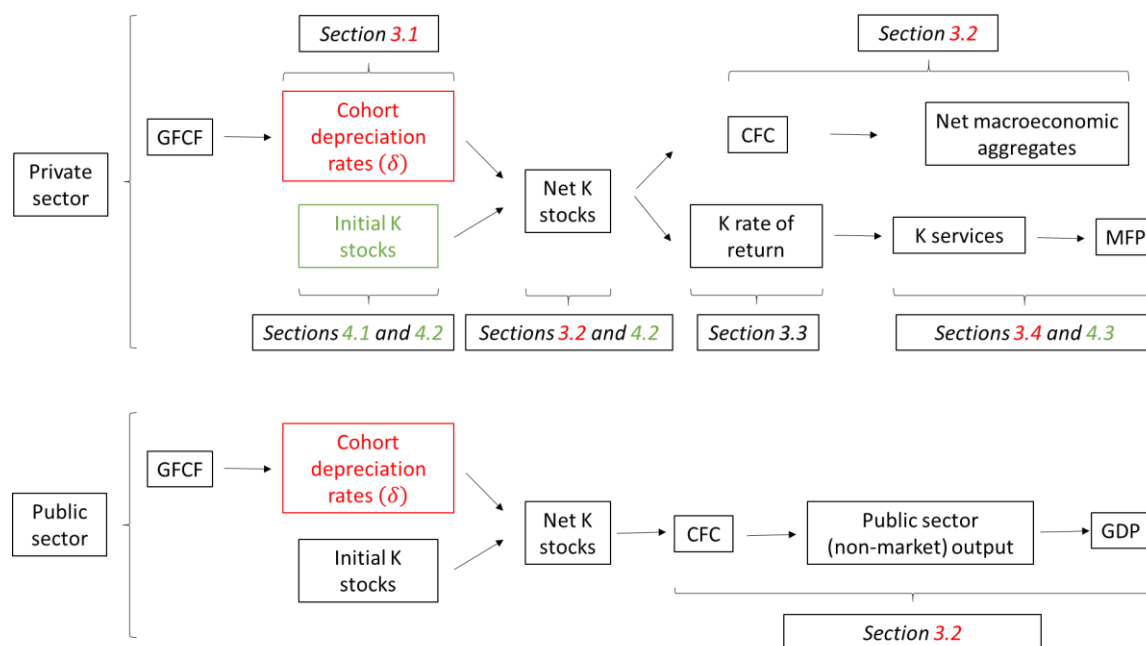 Section 3.1
Section 3.2
GFCF
Cohort
depreciation
rates (δ)
CFC
Net macroeconomic
aggregates
Private
sector
Net K
stocks
Initial K
stocks
K rate of
return
K services
MFP
Sections 4.1 and 4.2
Sections 3.2 and 4.2
Section 3.3
Sections 3.4 and 4.3
GFCF
Cohort
depreciation
rates (δ)
Public
sector
Net K
stocks
CFC
Public sector
(non-market) output
GDP
Initial K
stocks
Section 3.2